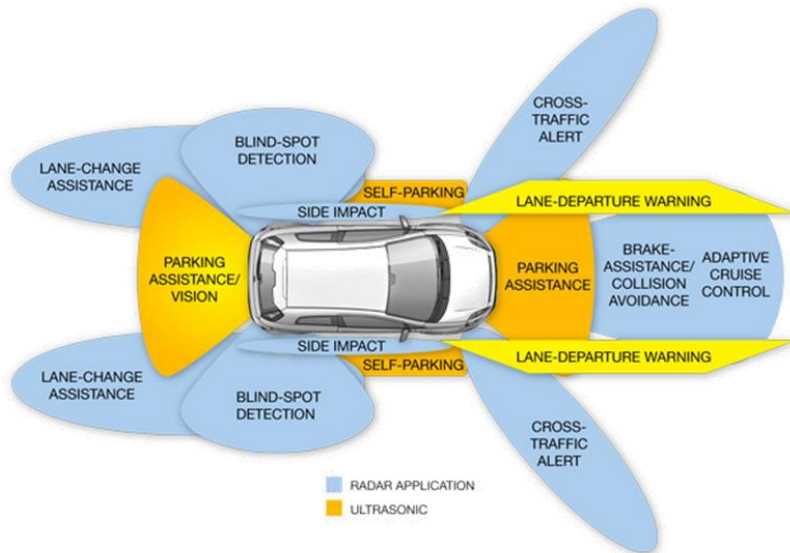 CROSS-
TRAFFIC
ALERT
BLIND-SPOT
DETECTION
LANE-CHANGE
ASSISTANCE
SELF-PARKING
SIDE IMPACT
LANE-DEPARTURE WARNING
PARKING
ASSISTANCE/
VISION
PARKING
ASSISTANCE
BRAKE-
ASSISTANCE/
COLLISION
AVOIDANCE
ADAPTIVE
CRUISE
CONTROL
SIDE IMPACT
LANE-DEPARTURE WARNING
SELF-PARKING
LANE-CHANGE
ASSISTANCE
BLIND-SPOT
DETECTION
CROSS-
TRAFFIC
ALERT
RADAR APPLICATION
ULTRASONIC